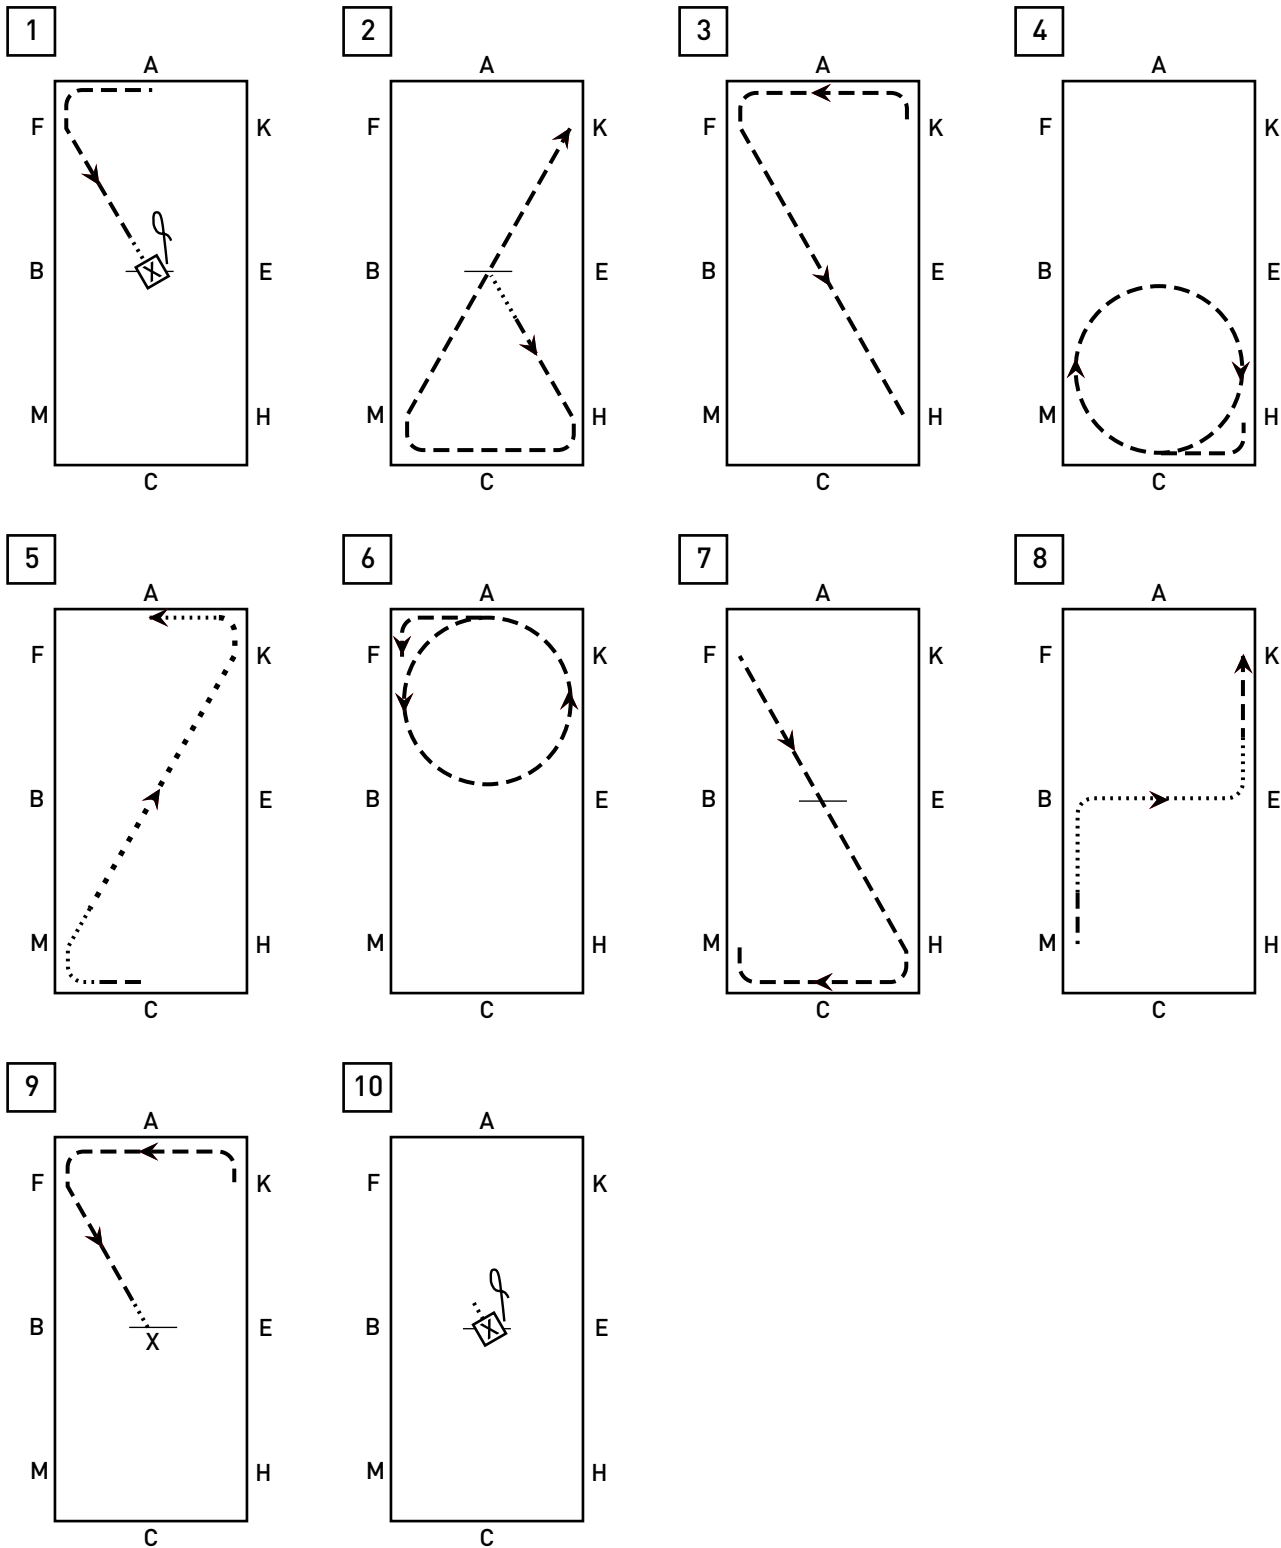 1 2 3 4
A A A A
F K F K F K F K
B X E B E B E B E
M H M H M H M H
C C C C
5 6 7 8
A A A A
F K F K F K F K
B E B E B E B E
M H M H M H M H
C C C C
9 10
A A
F K F K
B E B X E
X
M H M H
C C